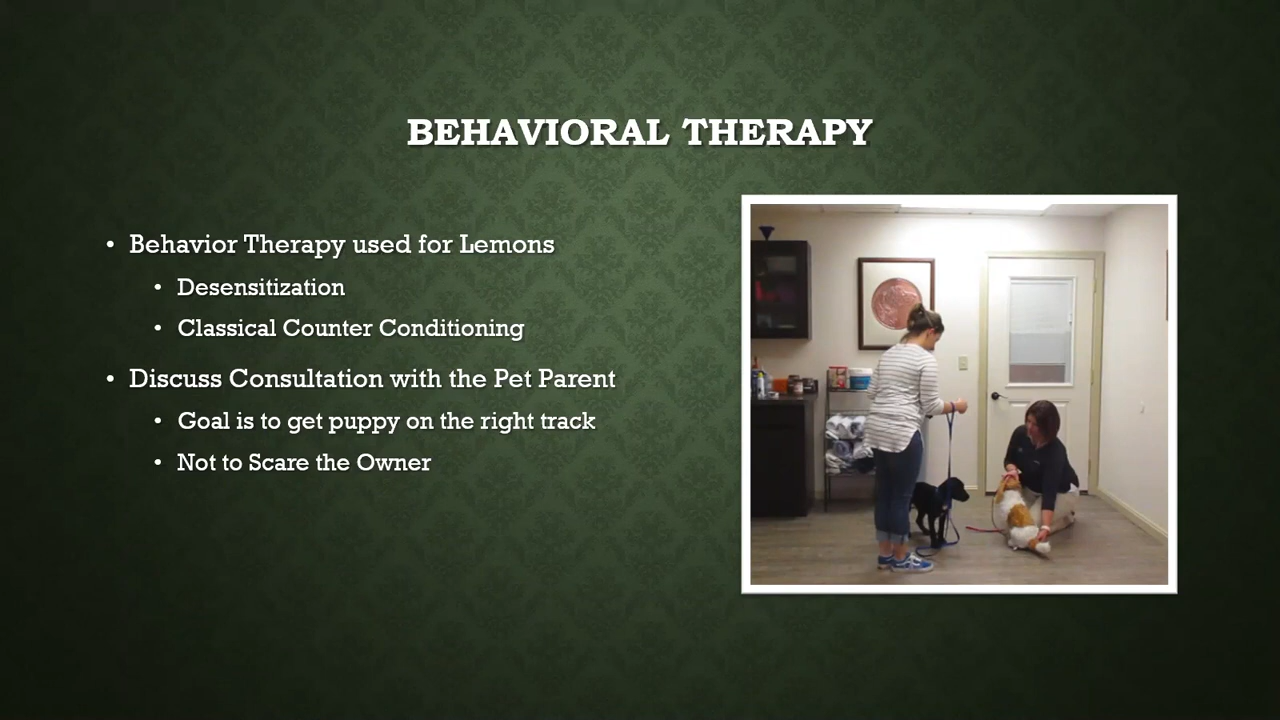 BEHAVIORAL THERAPY
• Behavior Therapy used for Lemons
• Desensitization
• Classical Counter Conditioning
• Discuss Consultation with the Pet Parent
• Goal is to get puppy on the right track
• Not to Scare the Owner